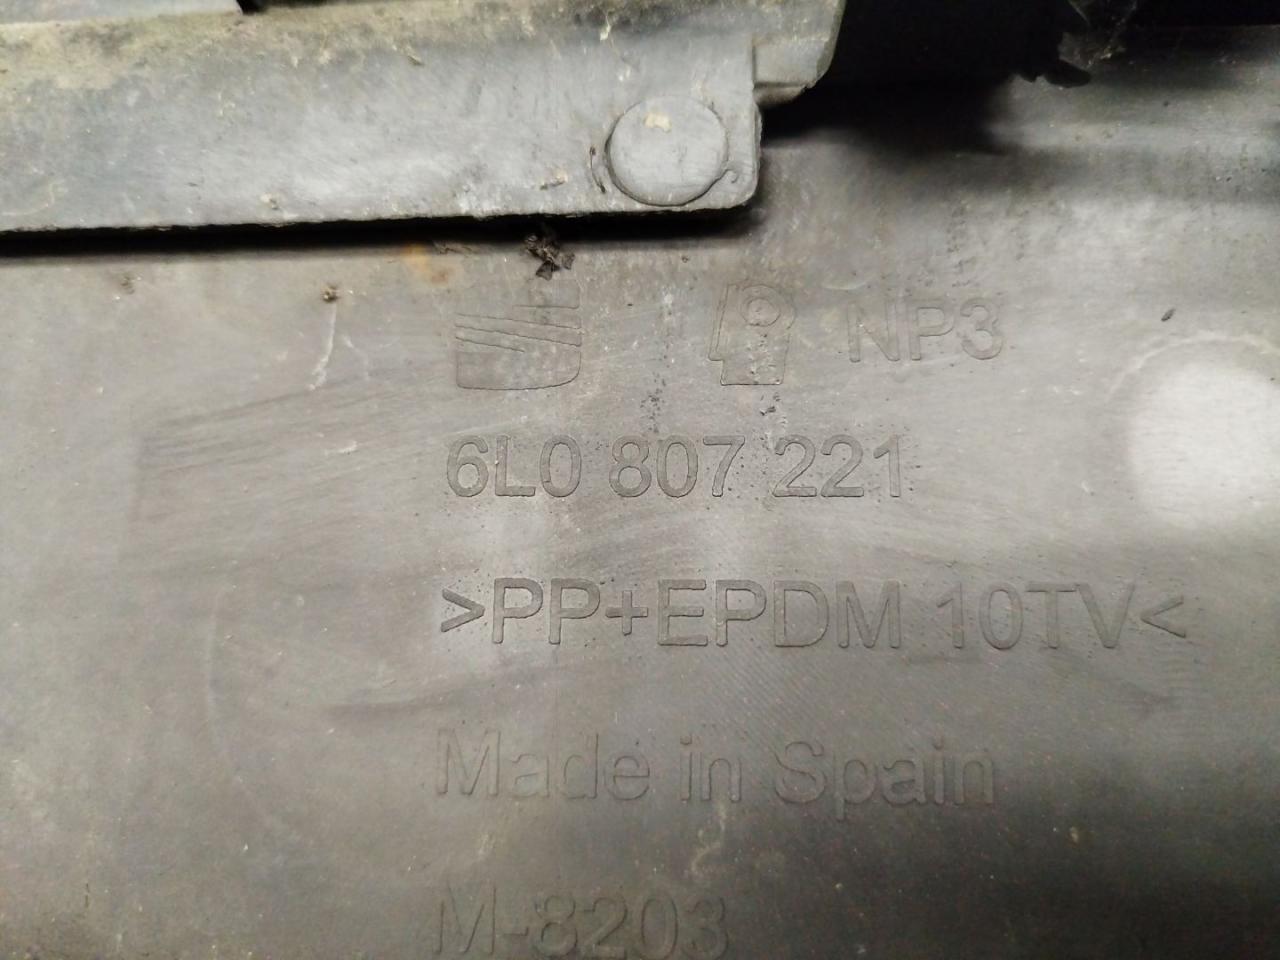 NP3
6L0 807 221
>PP+EPDM 10TV<
Made in Spain
M-8203